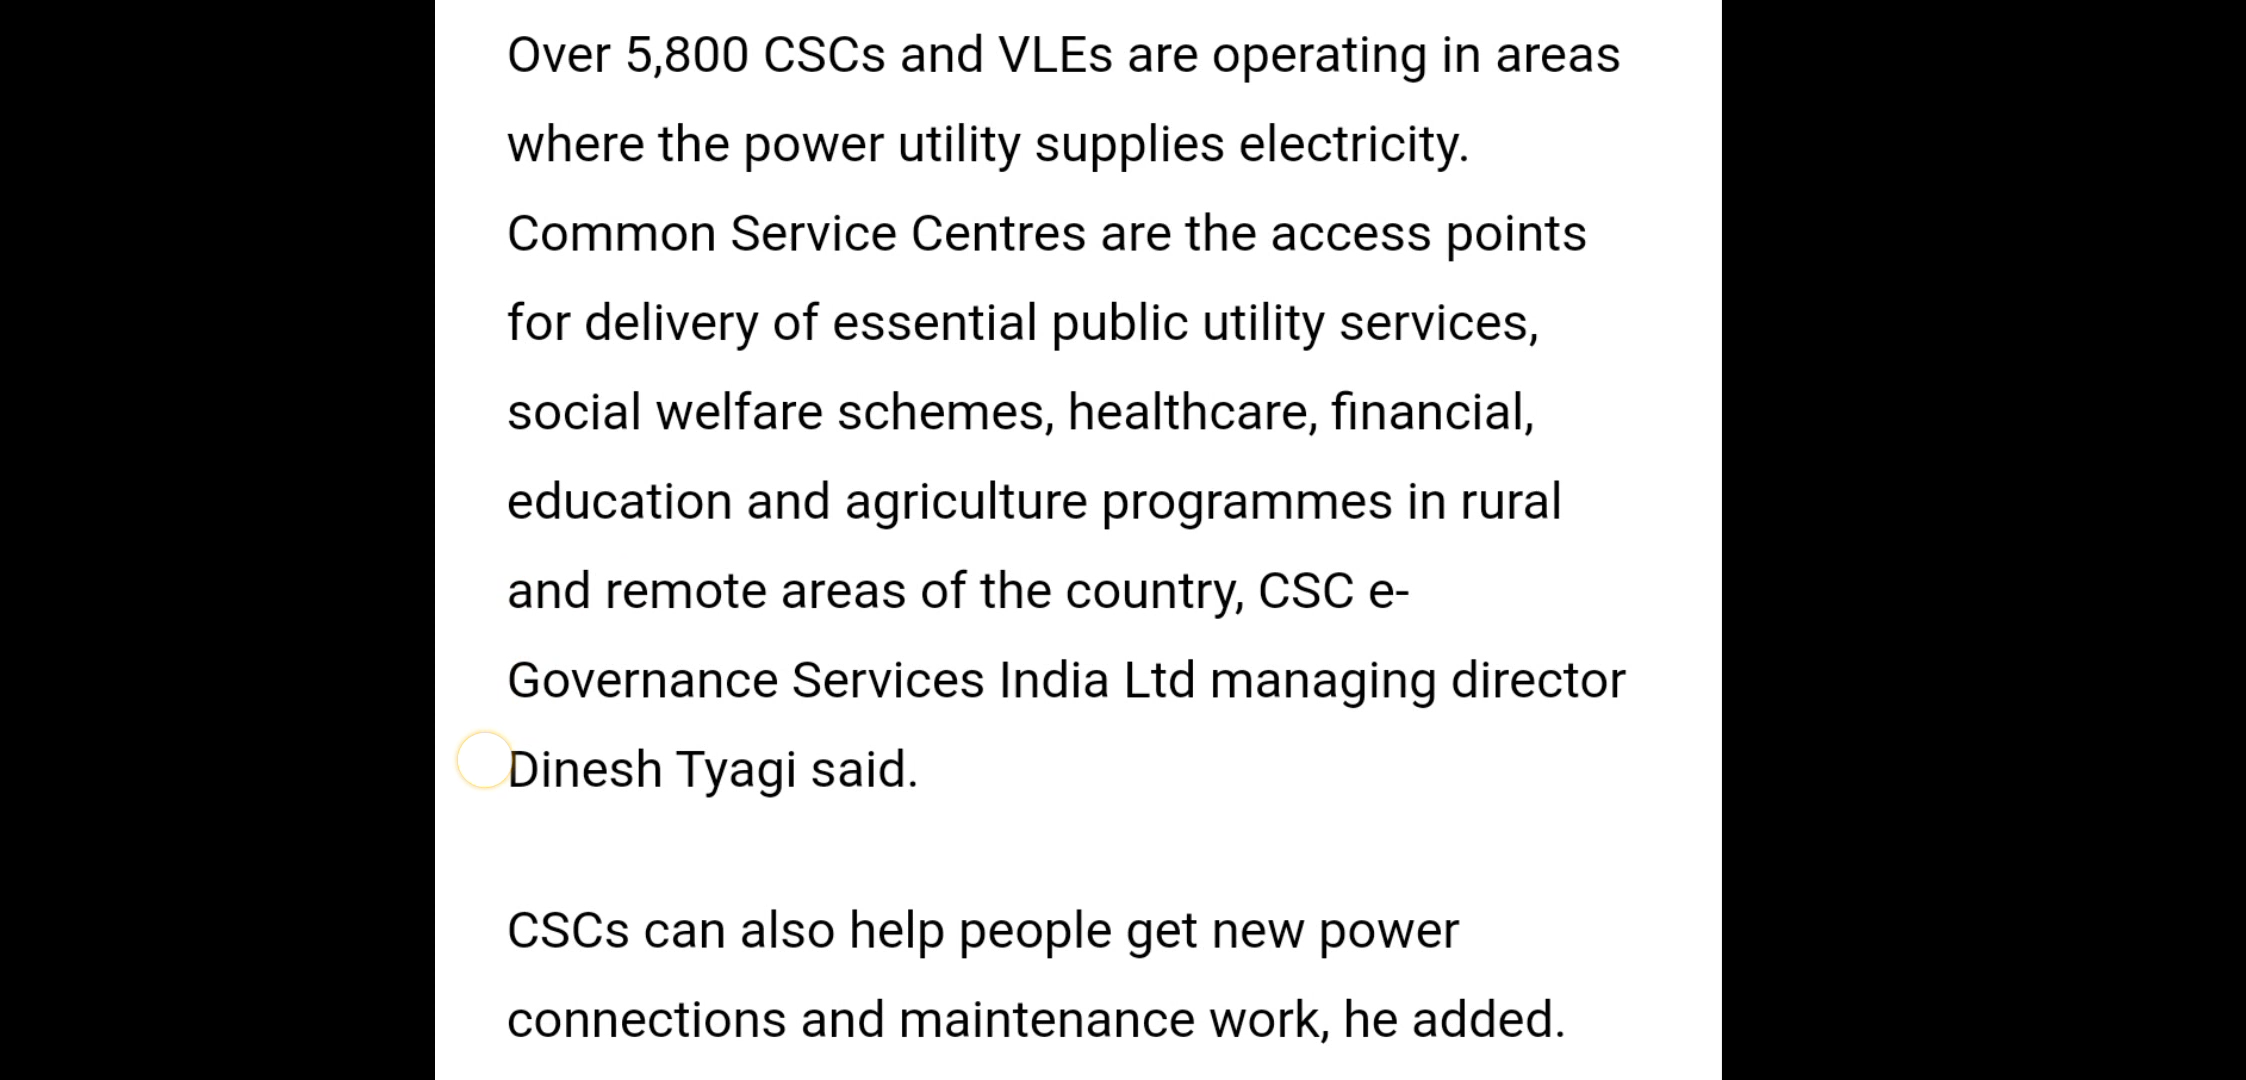 Over 5,800 CSCs and VLEs are operating in areas
where the power utility supplies electricity.
Common Service Centres are the access points
for delivery of essential public utility services,
social welfare schemes, healthcare, financial,
education and agriculture programmes in rural
and remote areas of the country, CSC e-
Governance Services India Ltd managing director
Dinesh Tyagi said.
CSCs can also help people get new power
connections and maintenance work, he added.